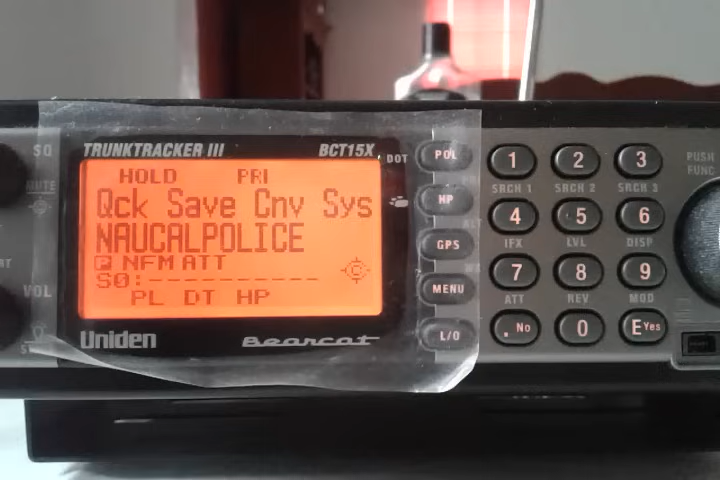 SQ
TRUNKTRACKER III BCT15X
DOT
MUTE
VOL
HOLD PRI
Qck Save Cnv Sys
NAUCALPOLICE
P NFM ATT
S0:----------
C
PL DT HP
Uniden Bearcat
POL
HP
GPS
MENU
L/O
1 2 3
SRCH 1 SRCH 2 SRCH 3
4 5 6
IFX LVL DISP
7 8 9
ATT REV MOD
. No 0 E Yes
PUSH
FUNC